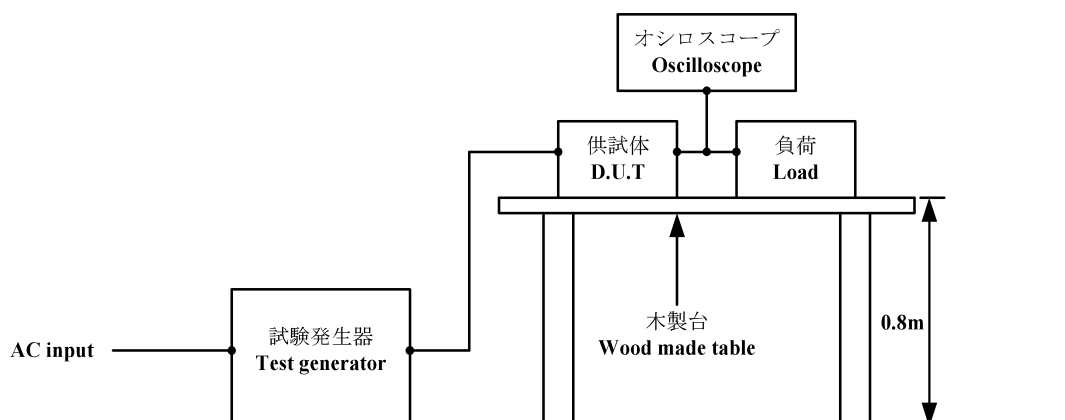 オシロスコープ
Oscilloscope
供試体
D.U.T
負荷
Load
試験発生器
Test generator
AC input
木製台
Wood made table
0.8m